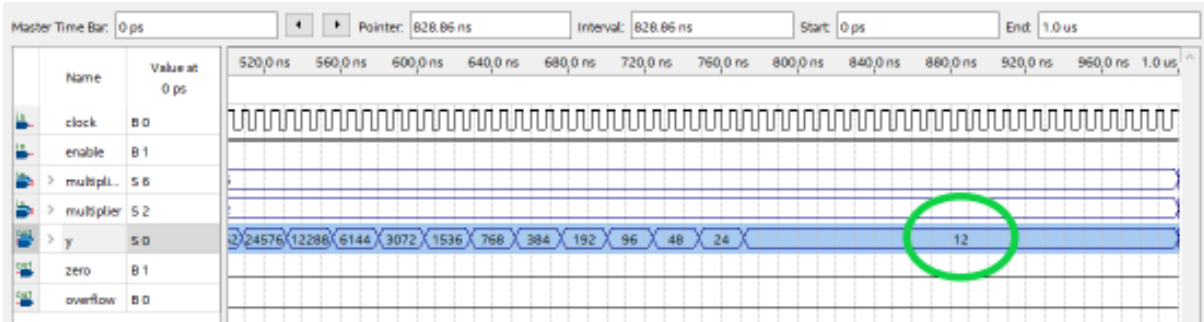 Master Time Bar: 0 ps Pointer: 828.86 ns Interval: 828.86 ns Start: 0 ps End: 1.0 us
Name Value at 0 ps 520,0 ns 560,0 ns 600,0 ns 640,0 ns 680,0 ns 720,0 ns 760,0 ns 800,0 ns 840,0 ns 880,0 ns 920,0 ns 960,0 ns 1.0 us
clock B 0
enable B 1
> multipli... S 6
> multiplier S 2
> y S 0 24576 12288 6144 3072 1536 768 384 192 96 48 24 12
zero B 1
overflow B 0